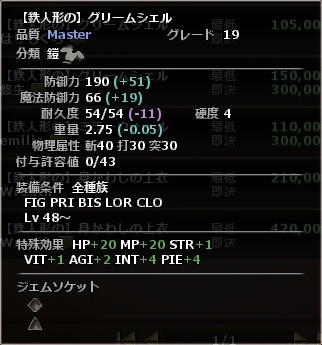 【鉄人形の】グリームシェル
品質 Master グレード 19
分類 鎧
防御力 190 (+51)
魔法防御力 66 (+19)
耐久度 54/54 (-11) 硬度 4
重量 2.75 (-0.05)
物理属性 斬40 打30 突30
付与許容値 0/43
装備条件 全種族
FIG PRI BIS LOR CLO
Lv 48～
特殊効果 HP+20 MP+20 STR+1
VIT+1 AGI+2 INT+4 PIE+4
ジェムソケット
1/1